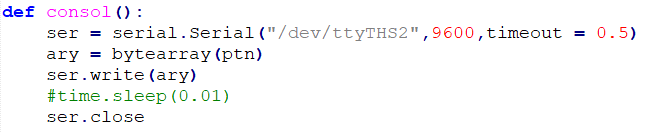 def consol():
    ser = serial.Serial("/dev/ttyTHS2",9600,timeout = 0.5)
    ary = bytearray(ptn)
    ser.write(ary)
    #time.sleep(0.01)
    ser.close